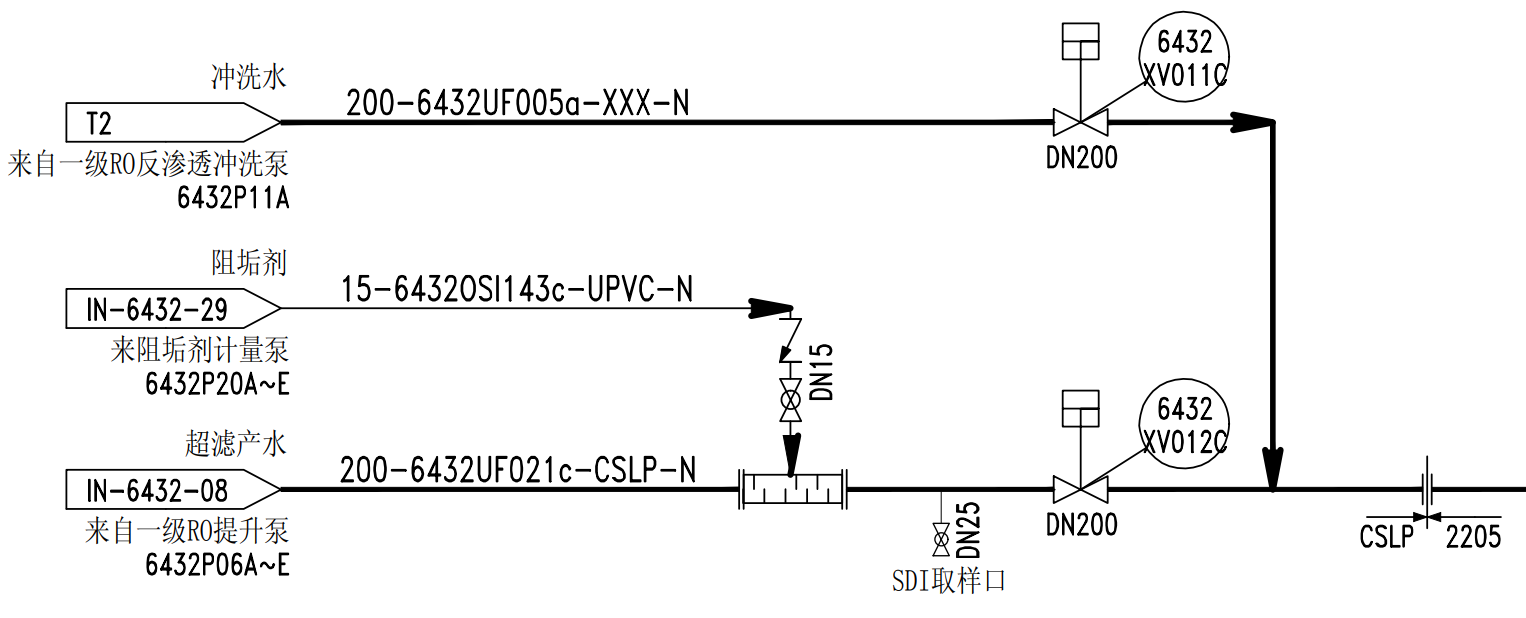 冲洗水
T2
200-6432UF005a-XXX-N
6432
XV011C
DN200
来自一级RO反渗透冲洗泵
6432P11A
阻垢剂
IN-6432-29
15-6432OSI143c-UPVC-N
来阻垢剂计量泵
6432P20A~E
DN15
超滤产水
IN-6432-08
200-6432UF021c-CSLP-N
6432
XV012C
DN200
来自一级RO提升泵
6432P06A~E
DN25
SDI取样口
CSLP
2205